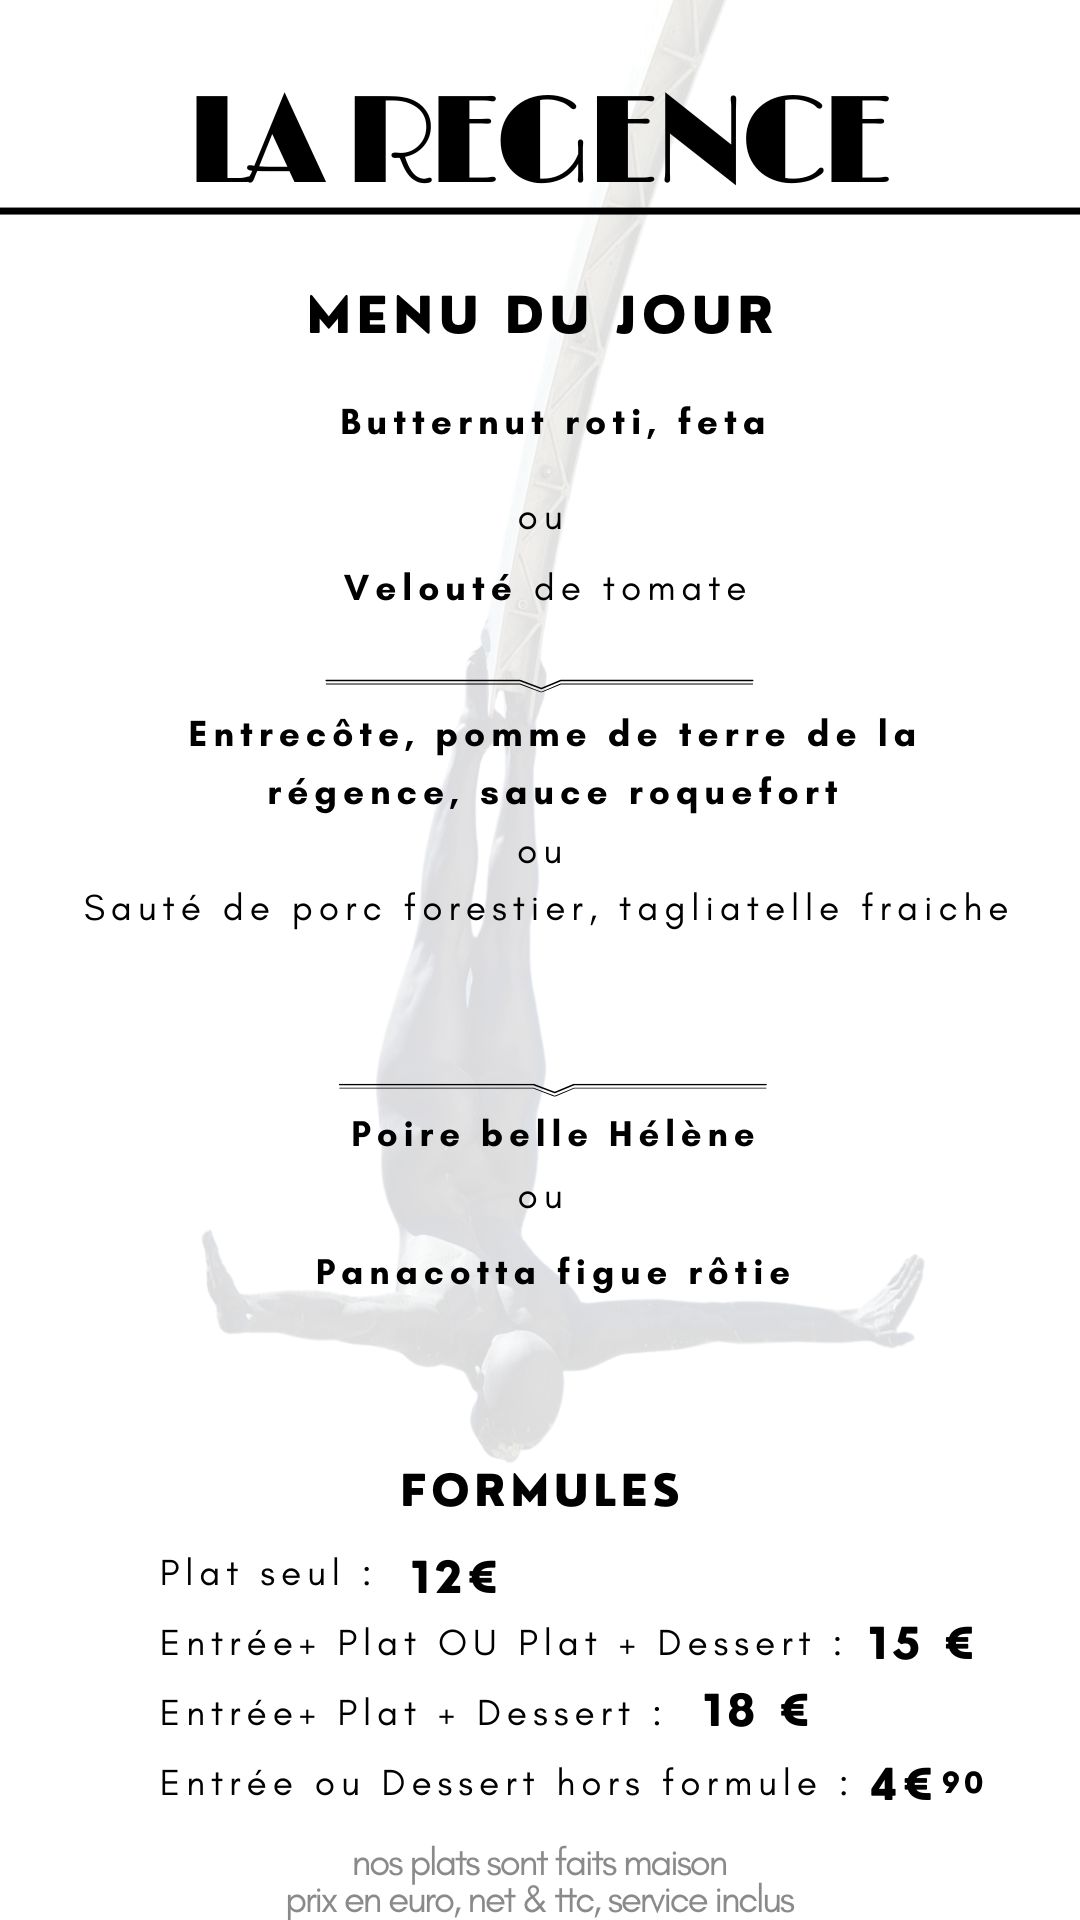 LA REGENCE
MENU DU JOUR
Butternut roti, feta
ou
Velouté de tomate
Entrecôte, pomme de terre de la
régence, sauce roquefort
ou
Sauté de porc forestier, tagliatelle fraiche
Poire belle Hélène
ou
Panacotta figue rôtie
FORMULES
Plat seul : 12€
Entrée+ Plat OU Plat + Dessert : 15 €
Entrée+ Plat + Dessert : 18 €
Entrée ou Dessert hors formule : 4€90
nos plats sont faits maison
prix en euro, net & ttc, service inclus